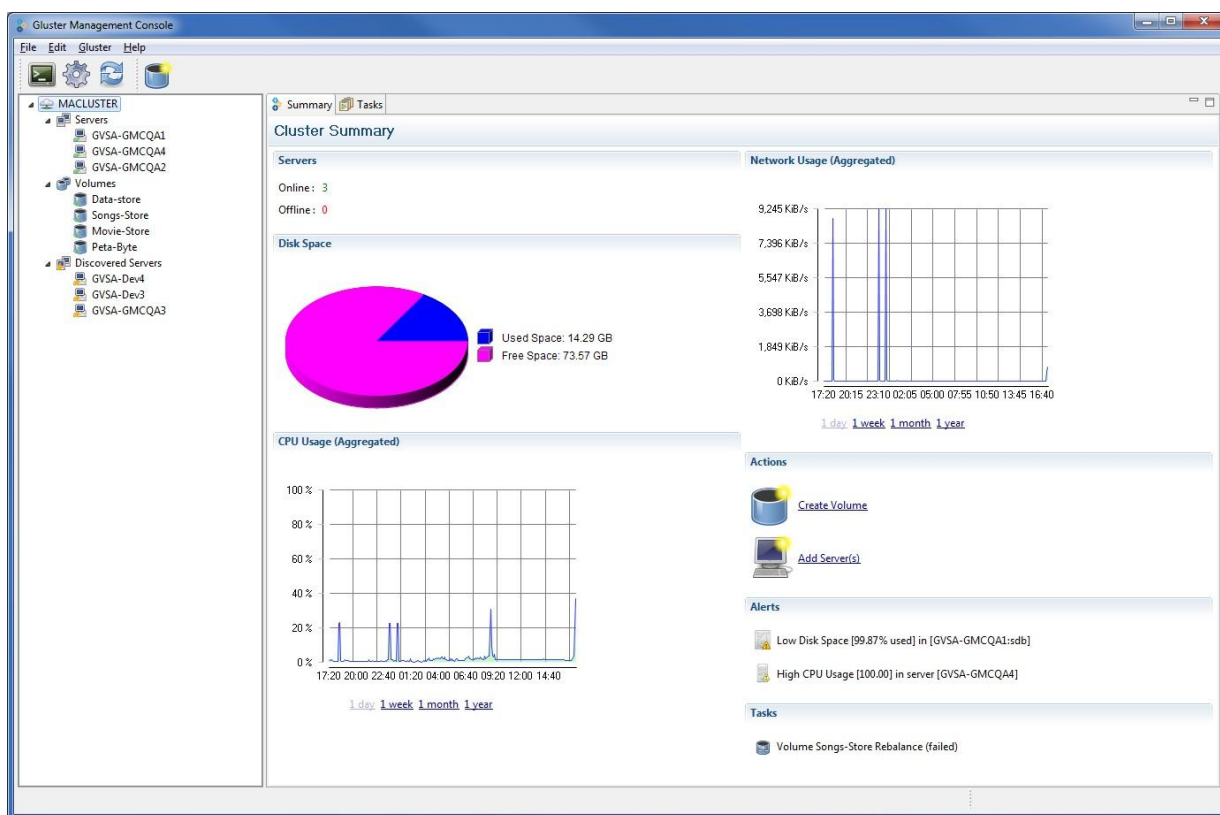 Gluster Management Console
File Edit Gluster Help
MACLUSTER
Servers
GVSA-GMCQA1
GVSA-GMCQA4
GVSA-GMCQA2
Volumes
Data-store
Songs-Store
Movie-Store
Peta-Byte
Discovered Servers
GVSA-Dev4
GVSA-Dev3
GVSA-GMCQA3
Summary Tasks
Cluster Summary
Servers
Online : 3
Offline : 0
Disk Space
Used Space: 14.29 GB
Free Space: 73.57 GB
CPU Usage (Aggregated)
100 %
80 %
60 %
40 %
20 %
0 %
17:20 20:00 22:40 01:20 04:00 06:40 09:20 12:00 14:40
1 day 1 week 1 month 1 year
Network Usage (Aggregated)
9,245 KiB/s
7,396 KiB/s
5,547 KiB/s
3,698 KiB/s
1,849 KiB/s
0 KiB/s
17:20 20:15 23:10 02:05 05:00 07:55 10:50 13:45 16:40
1 day 1 week 1 month 1 year
Actions
Create Volume
Add Server(s)
Alerts
Low Disk Space [99.87% used] in [GVSA-GMCQA1:sdb]
High CPU Usage [100.00] in server [GVSA-GMCQA4]
Tasks
Volume Songs-Store Rebalance (failed)